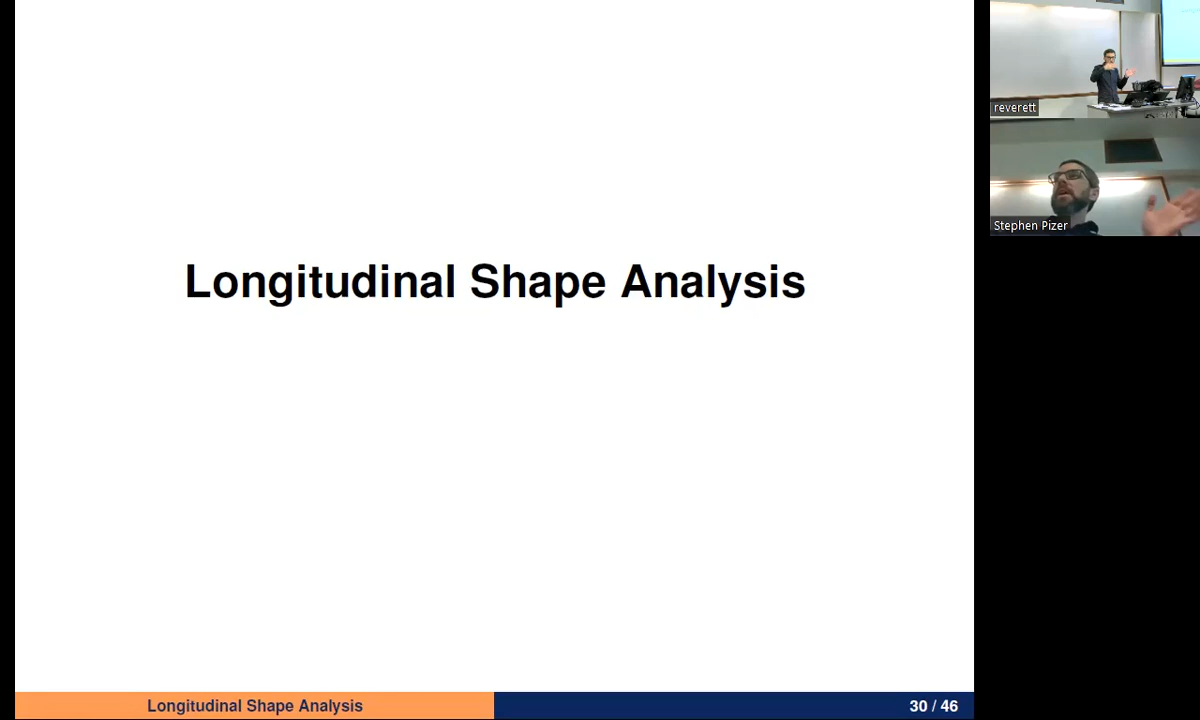 Longitudinal Shape Analysis
Longitudinal Shape Analysis
30 / 46
reverett
Stephen Pizer